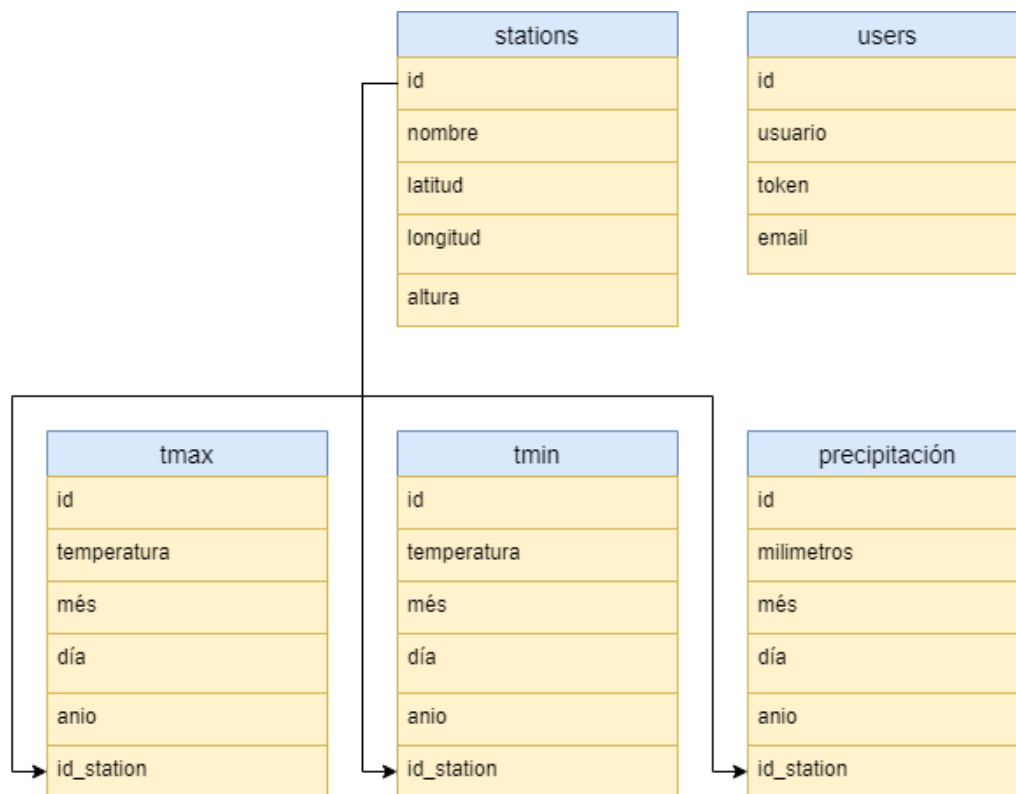 stations
id
nombre
latitud
longitud
altura
users
id
usuario
token
email
tmax
id
temperatura
més
día
anio
id_station
tmin
id
temperatura
més
día
anio
id_station
precipitación
id
milimetros
més
día
anio
id_station